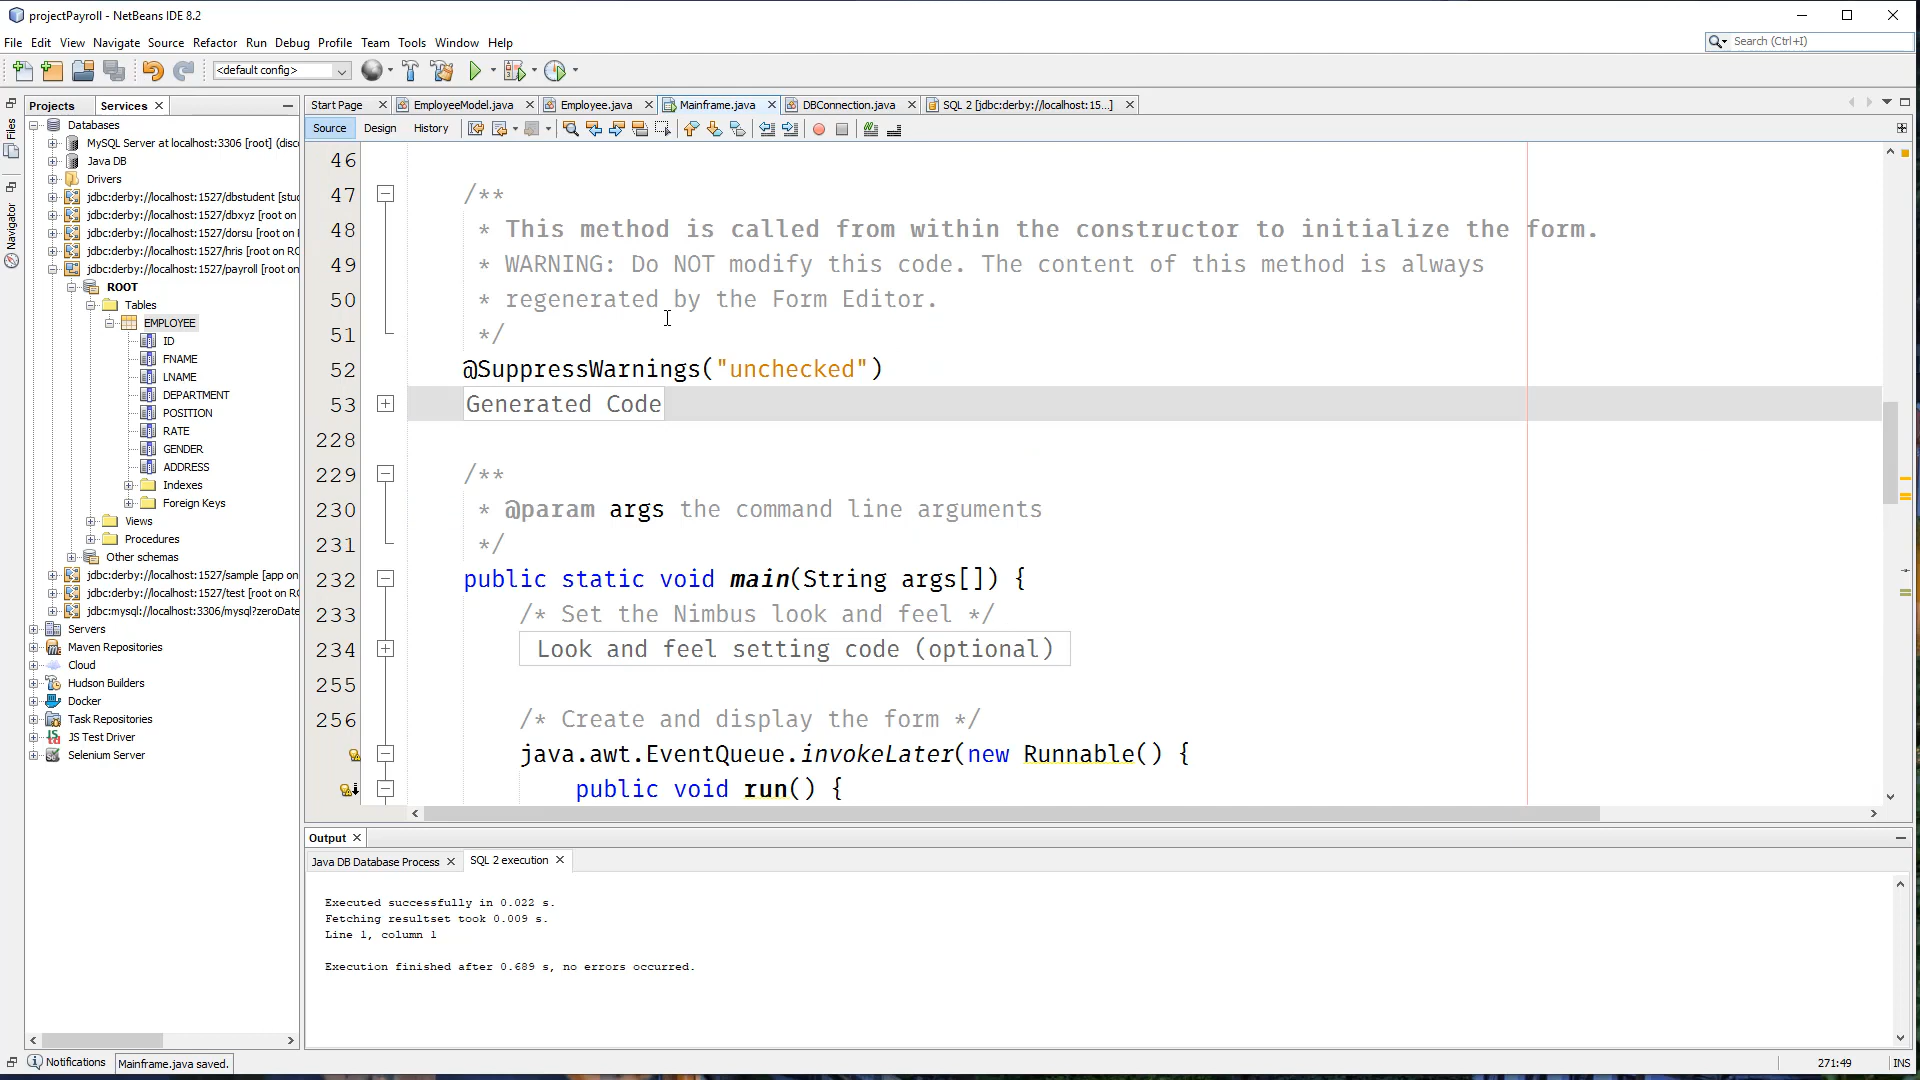 projectPayroll - NetBeans IDE 8.2
File Edit View Navigate Source Refactor Run Debug Profile Team Tools Window Help
Search (Ctrl+I)
<default config>
Projects Services
Start Page EmployeeModel.java Employee.java Mainframe.java DBConnection.java SQL 2 [jdbc:derby://localhost:15...]
Source Design History
Files
Navigator
Databases
MySQL Server at localhost:3306 [root] (disco
Java DB
Drivers
jdbc:derby://localhost:1527/dbstudent [stud
jdbc:derby://localhost:1527/dbxyz [root on
jdbc:derby://localhost:1527/dorsu [root on
jdbc:derby://localhost:1527/hris [root on RO
jdbc:derby://localhost:1527/payroll [root on
ROOT
Tables
EMPLOYEE
ID
FNAME
LNAME
DEPARTMENT
POSITION
RATE
GENDER
ADDRESS
Indexes
Foreign Keys
Views
Procedures
Other schemas
jdbc:derby://localhost:1527/sample [app on
jdbc:derby://localhost:1527/test [root on RO
jdbc:mysql://localhost:3306/mysql?zeroDate
Servers
Maven Repositories
Cloud
Hudson Builders
Docker
Task Repositories
JS Test Driver
Selenium Server
46
47 /**
48 * This method is called from within the constructor to initialize the form.
49 * WARNING: Do NOT modify this code. The content of this method is always
50 * regenerated by the Form Editor.
51 */
52 @SuppressWarnings("unchecked")
53 Generated Code
228
229 /**
230 * @param args the command line arguments
231 */
232 public static void main(String args[]) {
233 /* Set the Nimbus look and feel */
234 Look and feel setting code (optional)
255
256 /* Create and display the form */
java.awt.EventQueue.invokeLater(new Runnable() {
public void run() {
Output
Java DB Database Process SQL 2 execution
Executed successfully in 0.022 s.
Fetching resultset took 0.009 s.
Line 1, column 1
Execution finished after 0.689 s, no errors occurred.
Notifications Mainframe.java saved. 271:49 INS